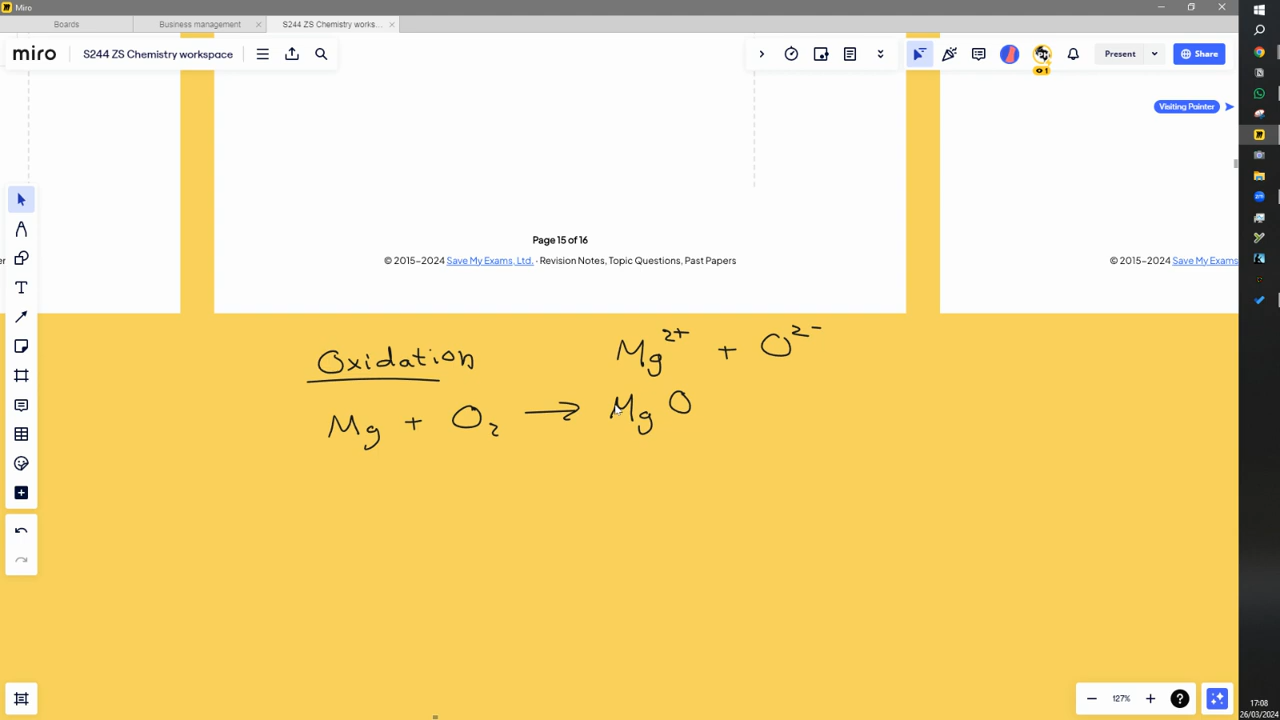 Miro
Boards
Business management
S244 ZS Chemistry works...
miro
S244 ZS Chemistry workspace
Present
Share
Visiting Pointer
Page 15 of 16
© 2015-2024 Save My Exams, Ltd. · Revision Notes, Topic Questions, Past Papers
© 2015-2024 Save My Exams
Oxidation
Mg²⁺ + O²⁻
Mg + O₂ → MgO
127%
17:08
26/03/2024